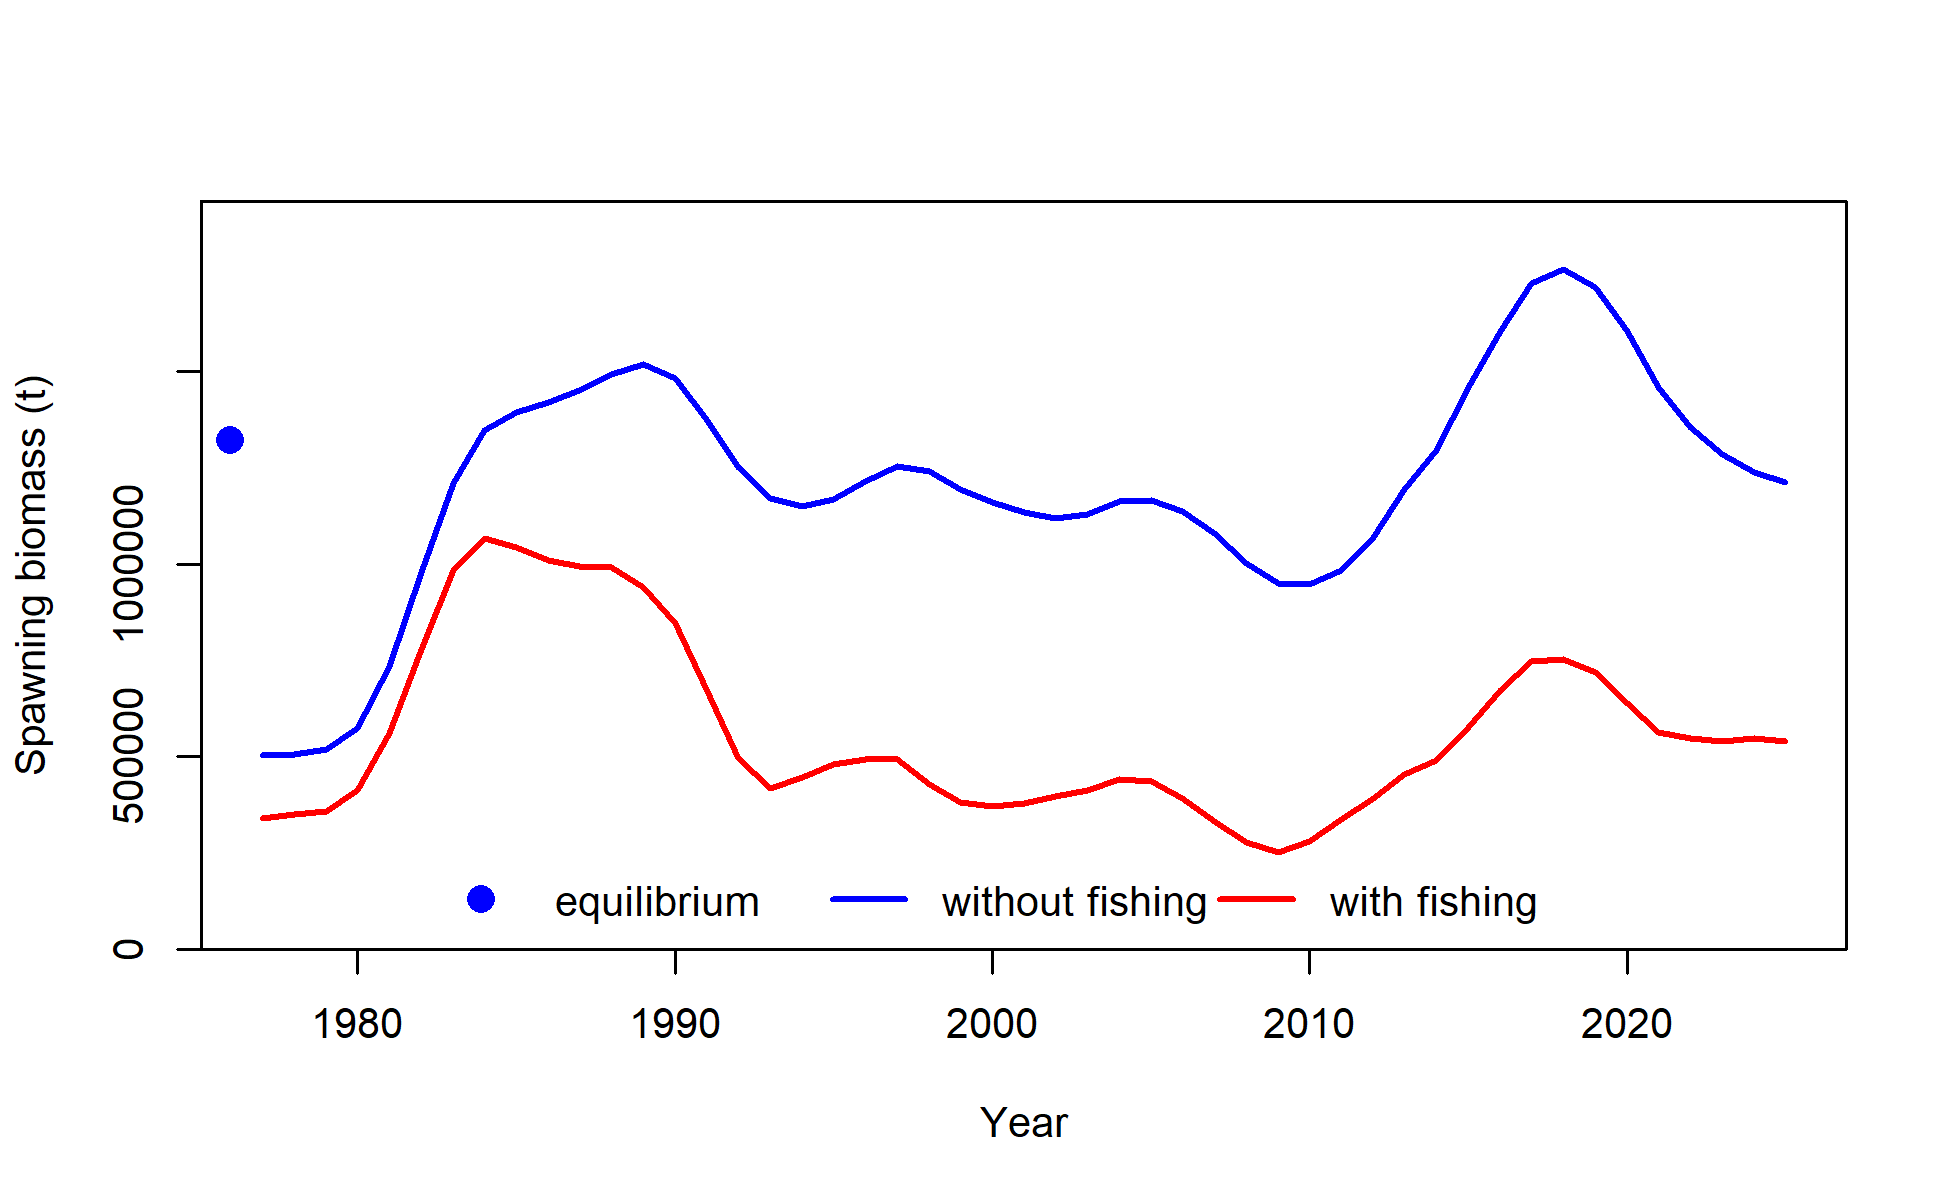 Spawning biomass (t)
1000000
500000
0
equilibrium without fishing with fishing
1980 1990 2000 2010 2020
Year